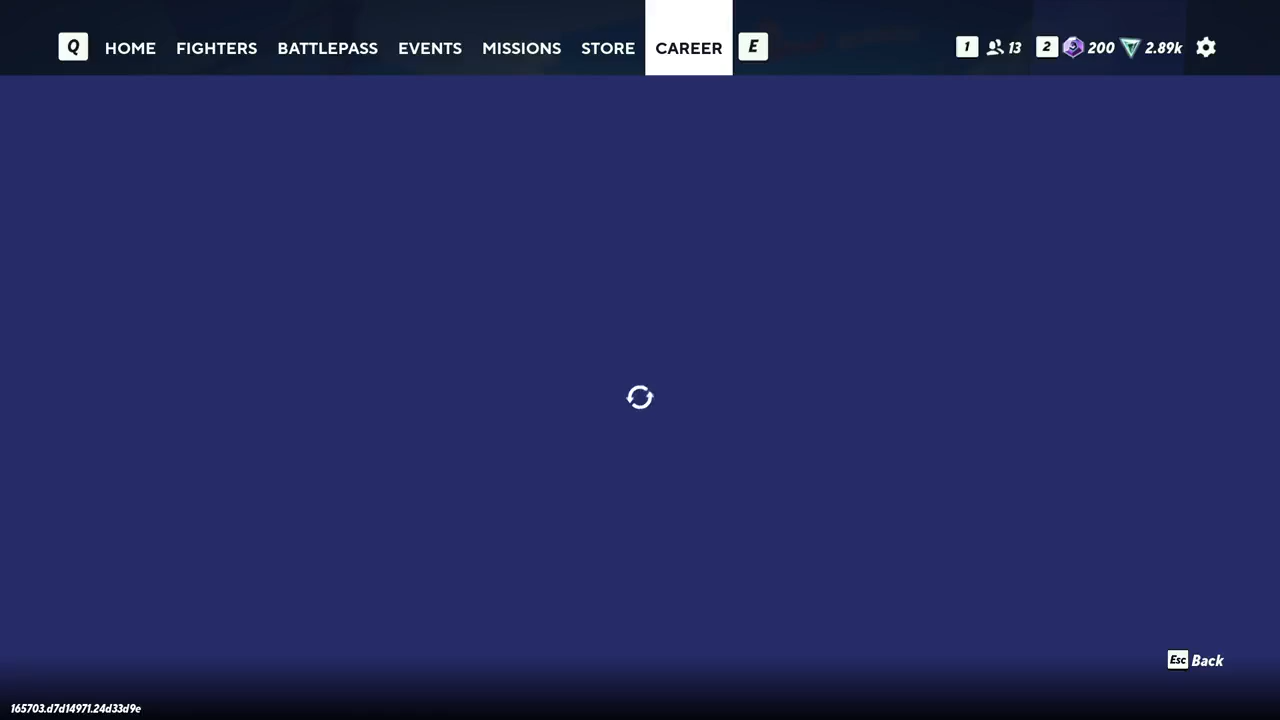 Q HOME FIGHTERS BATTLEPASS EVENTS MISSIONS STORE CAREER E 1 13 2 200 2.89k
Esc Back
165703.d7d14971.24d33d9e